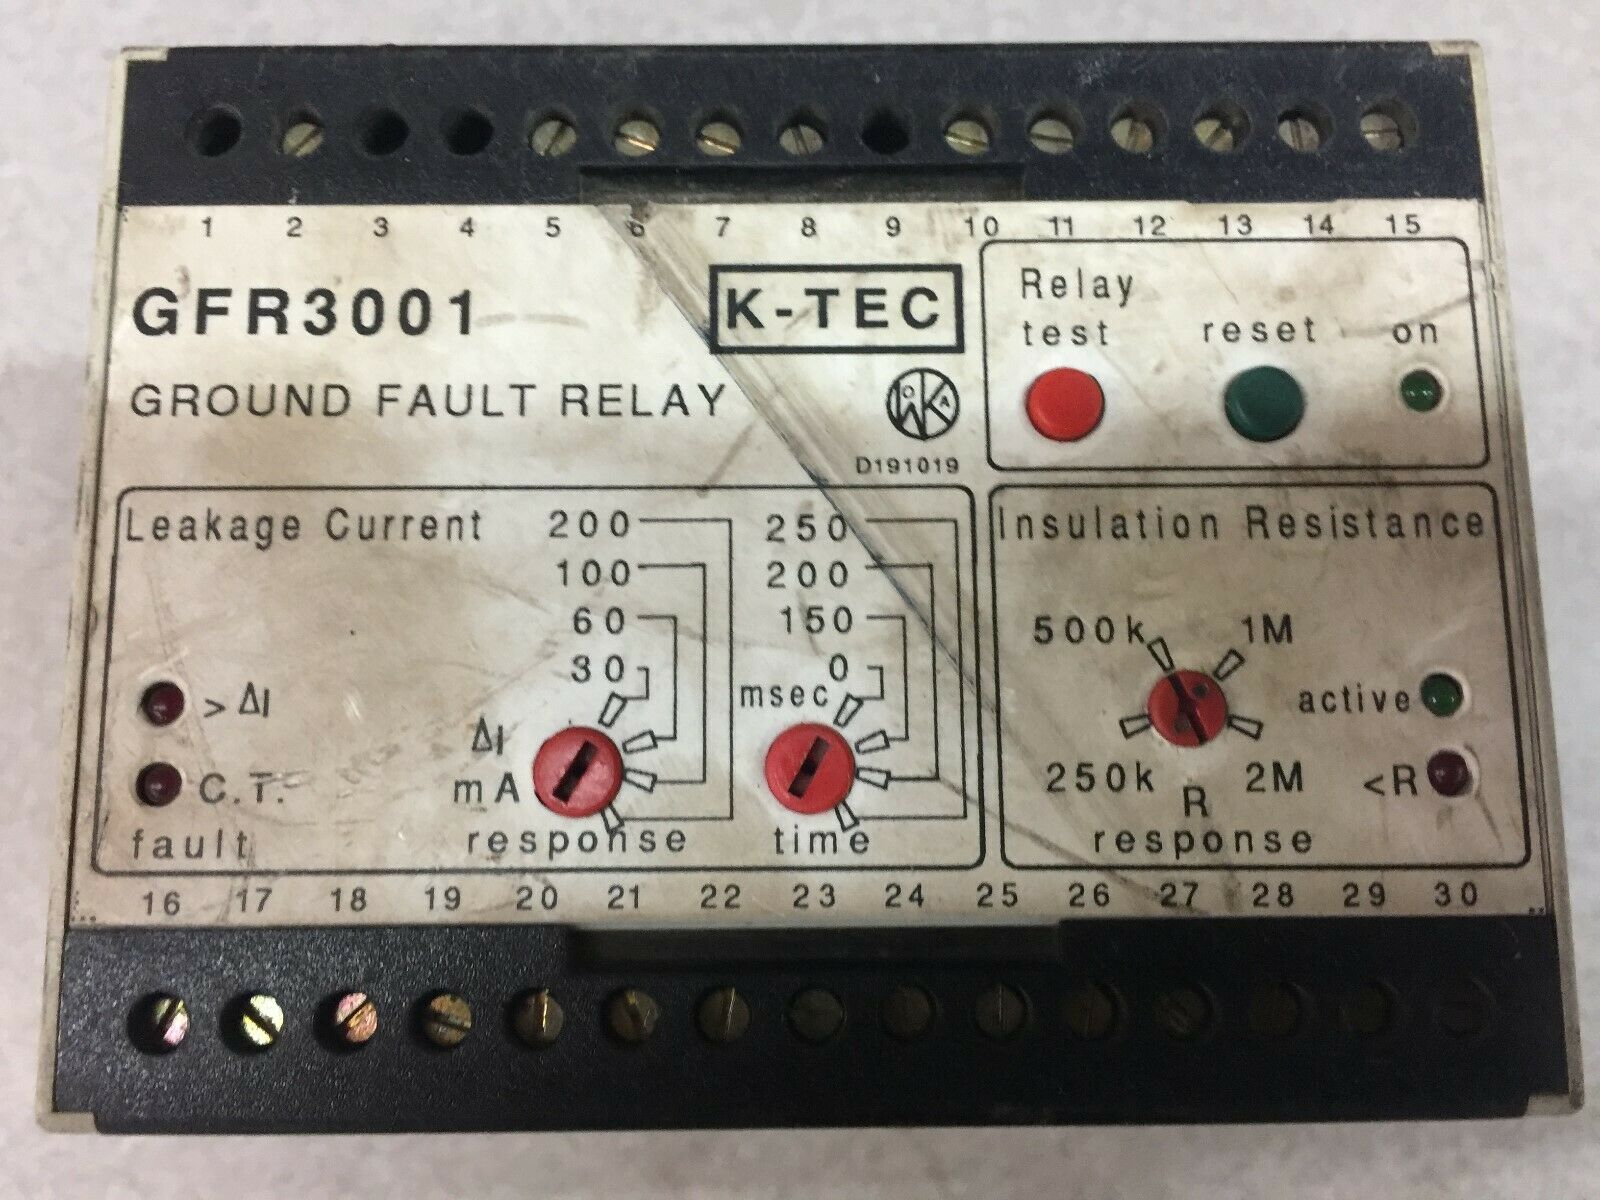 1 2 3 4 5 6 7 8 9 10 11 12 13 14 15
GFR3001
K-TEC
GROUND FAULT RELAY
D191019
Relay
test reset on
Leakage Current
200
100
60
30
250
200
150
0
msec
> ΔI
C.T.
fault
ΔI
mA
response
time
Insulation Resistance
500k 1M
250k 2M
R
response
active
<R
16 17 18 19 20 21 22 23 24 25 26 27 28 29 30